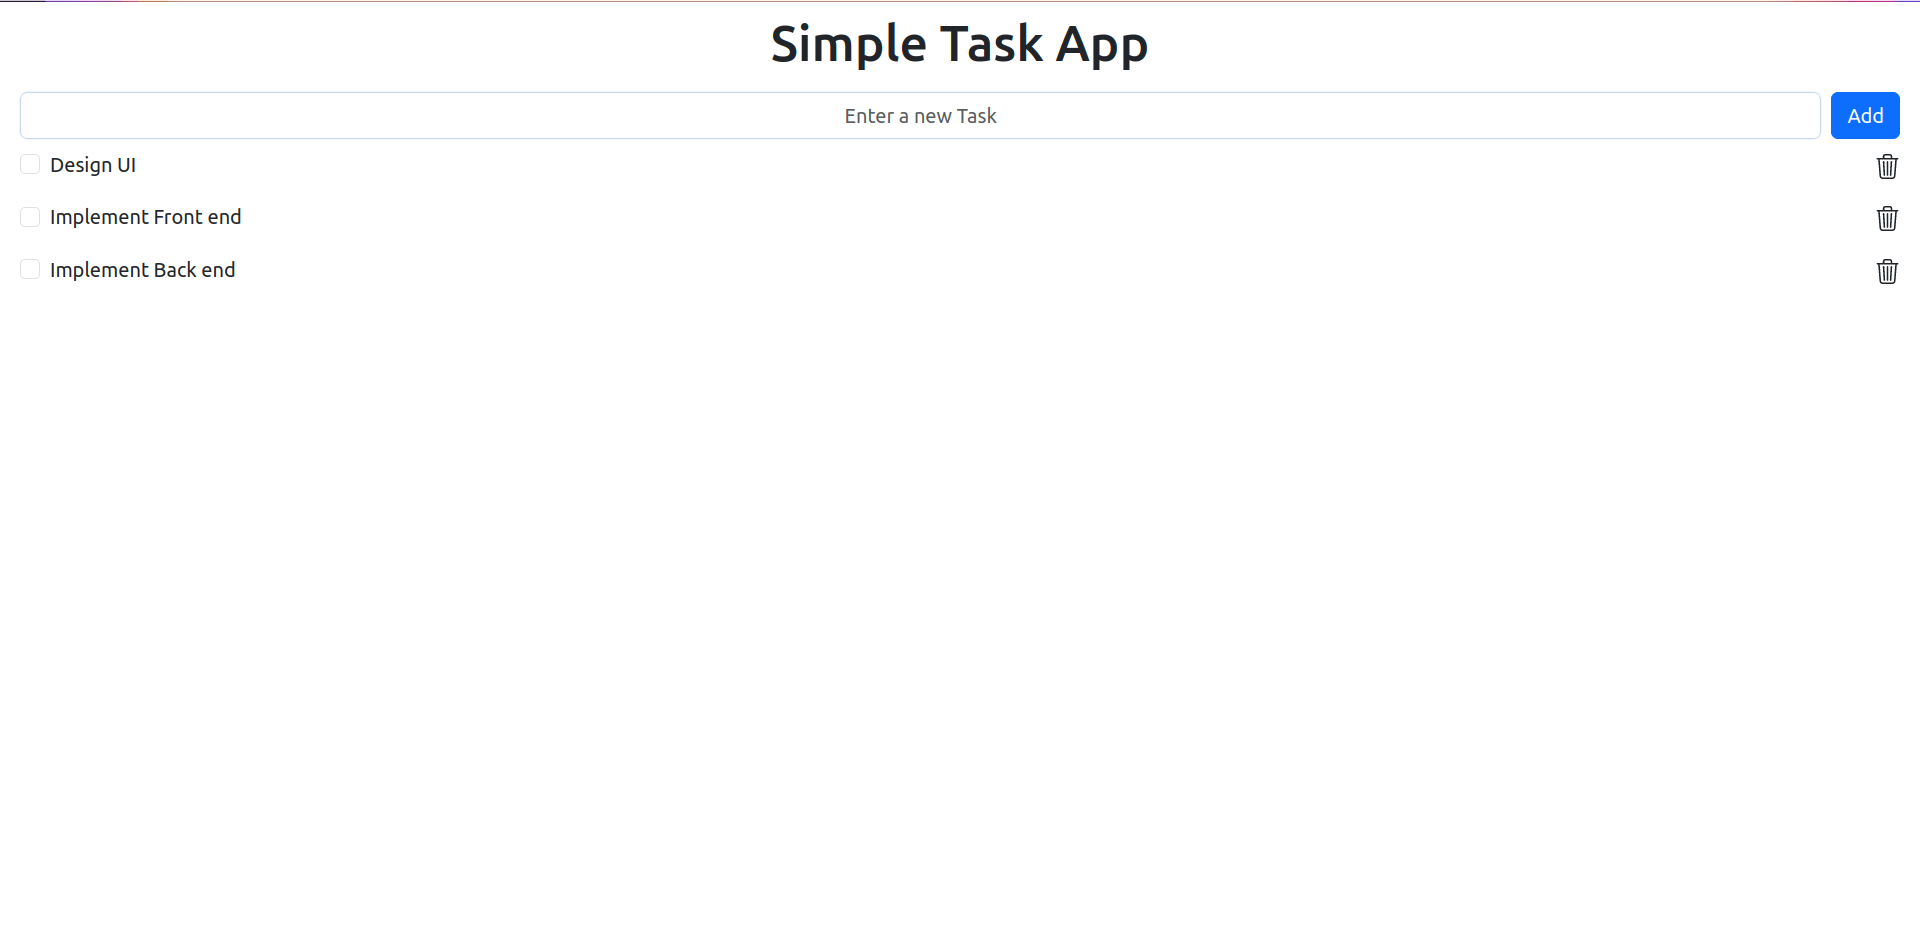 Simple Task App
Enter a new Task
Add
Design UI
Implement Front end
Implement Back end